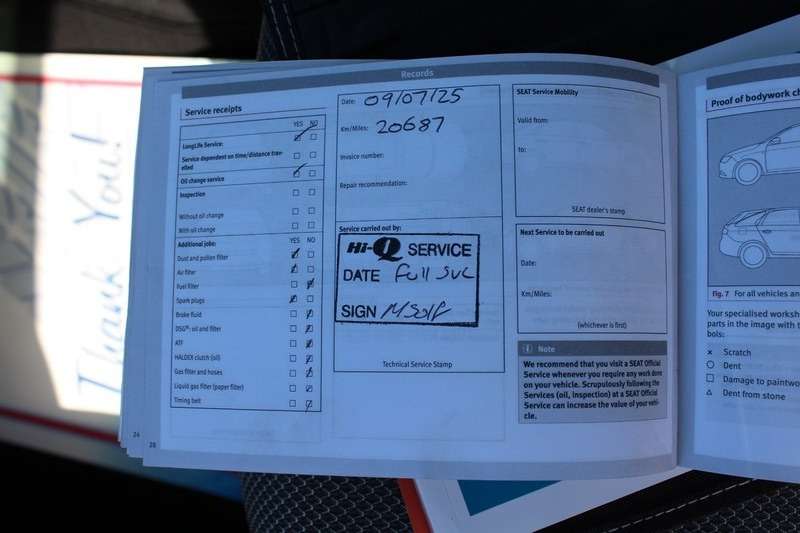 Records
Service receipts
YES NO
LongLife Service:
Service dependent on time/distance trav-
elled
Oil change service
Inspection
Without oil change
With oil change
Additional jobs: YES NO
Dust and pollen filter
Air filter
Fuel filter
Spark plugs
Brake fluid
DSG®: oil and filter
ATF
HALDEX clutch (oil)
Gas filter and hoses
Liquid gas filter (paper filter)
Timing belt
Date: 09/07/25
Km/Miles: 20687
Invoice number:
Repair recommendation:
Service carried out by:
Hi-Q SERVICE
DATE Full SVC
SIGN
Technical Service Stamp
SEAT Service Mobility
Valid from:
to:
SEAT dealer's stamp
Next Service to be carried out
Date:
Km/Miles:
(whichever is first)
i Note
We recommend that you visit a SEAT Official
Service whenever you require any work done
on your vehicle. Scrupulously following the
Services (oil, inspection) at a SEAT Official
Service can increase the value of your vehi-
cle.
Proof of bodywork ch
Fig. 7 For all vehicles an
Your specialised worksh
parts in the image with t
bols:
× Scratch
○ Dent
□ Damage to paintwo
△ Dent from stone
24
28
Thank You!